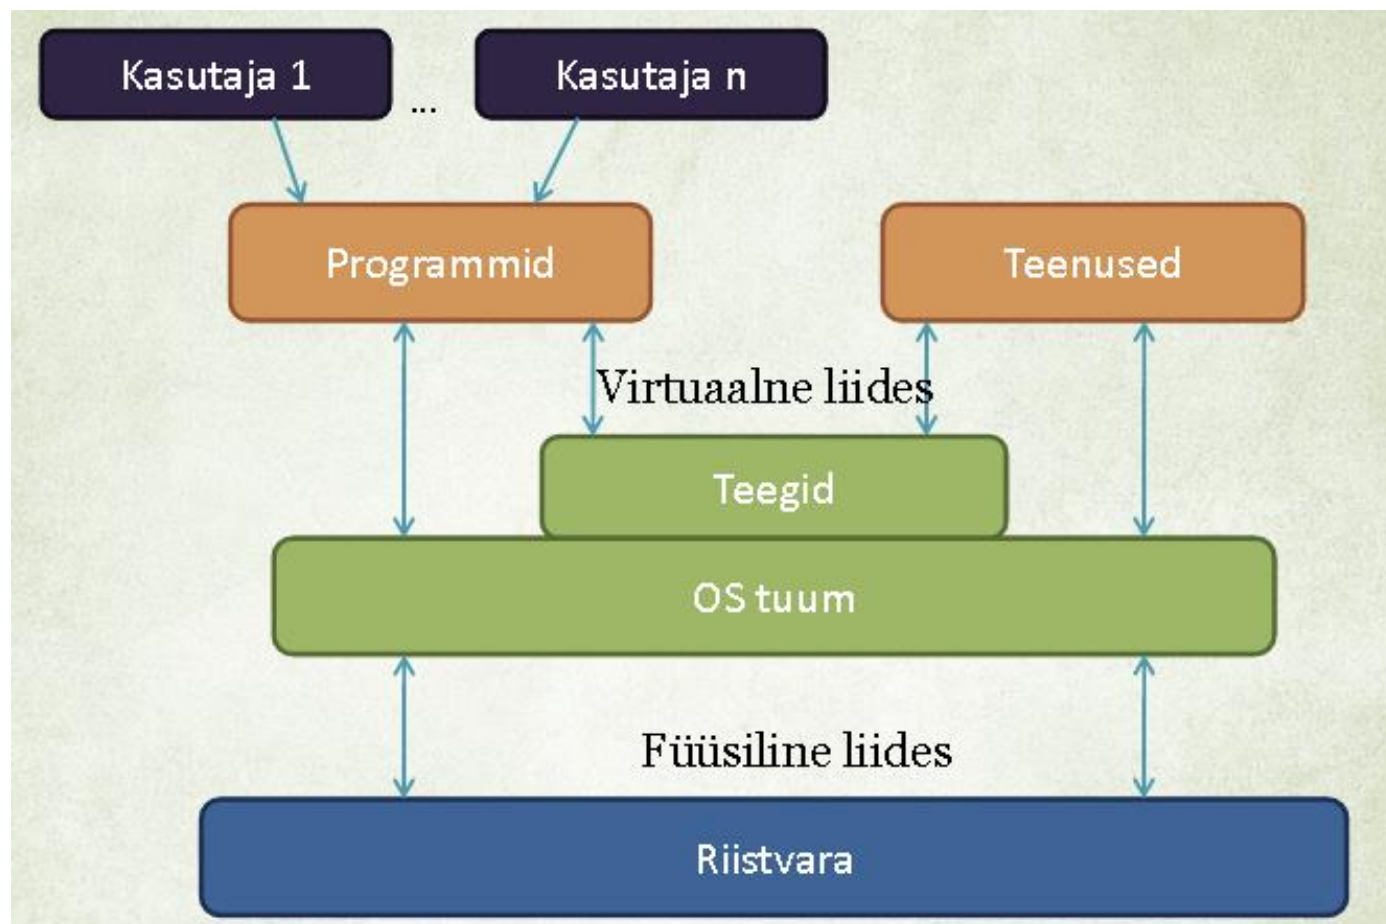 Kasutaja 1
...
Kasutaja n
Programmid
Teenused
Virtuaalne liides
Teegid
OS tuum
Füüsiline liides
Riistvara